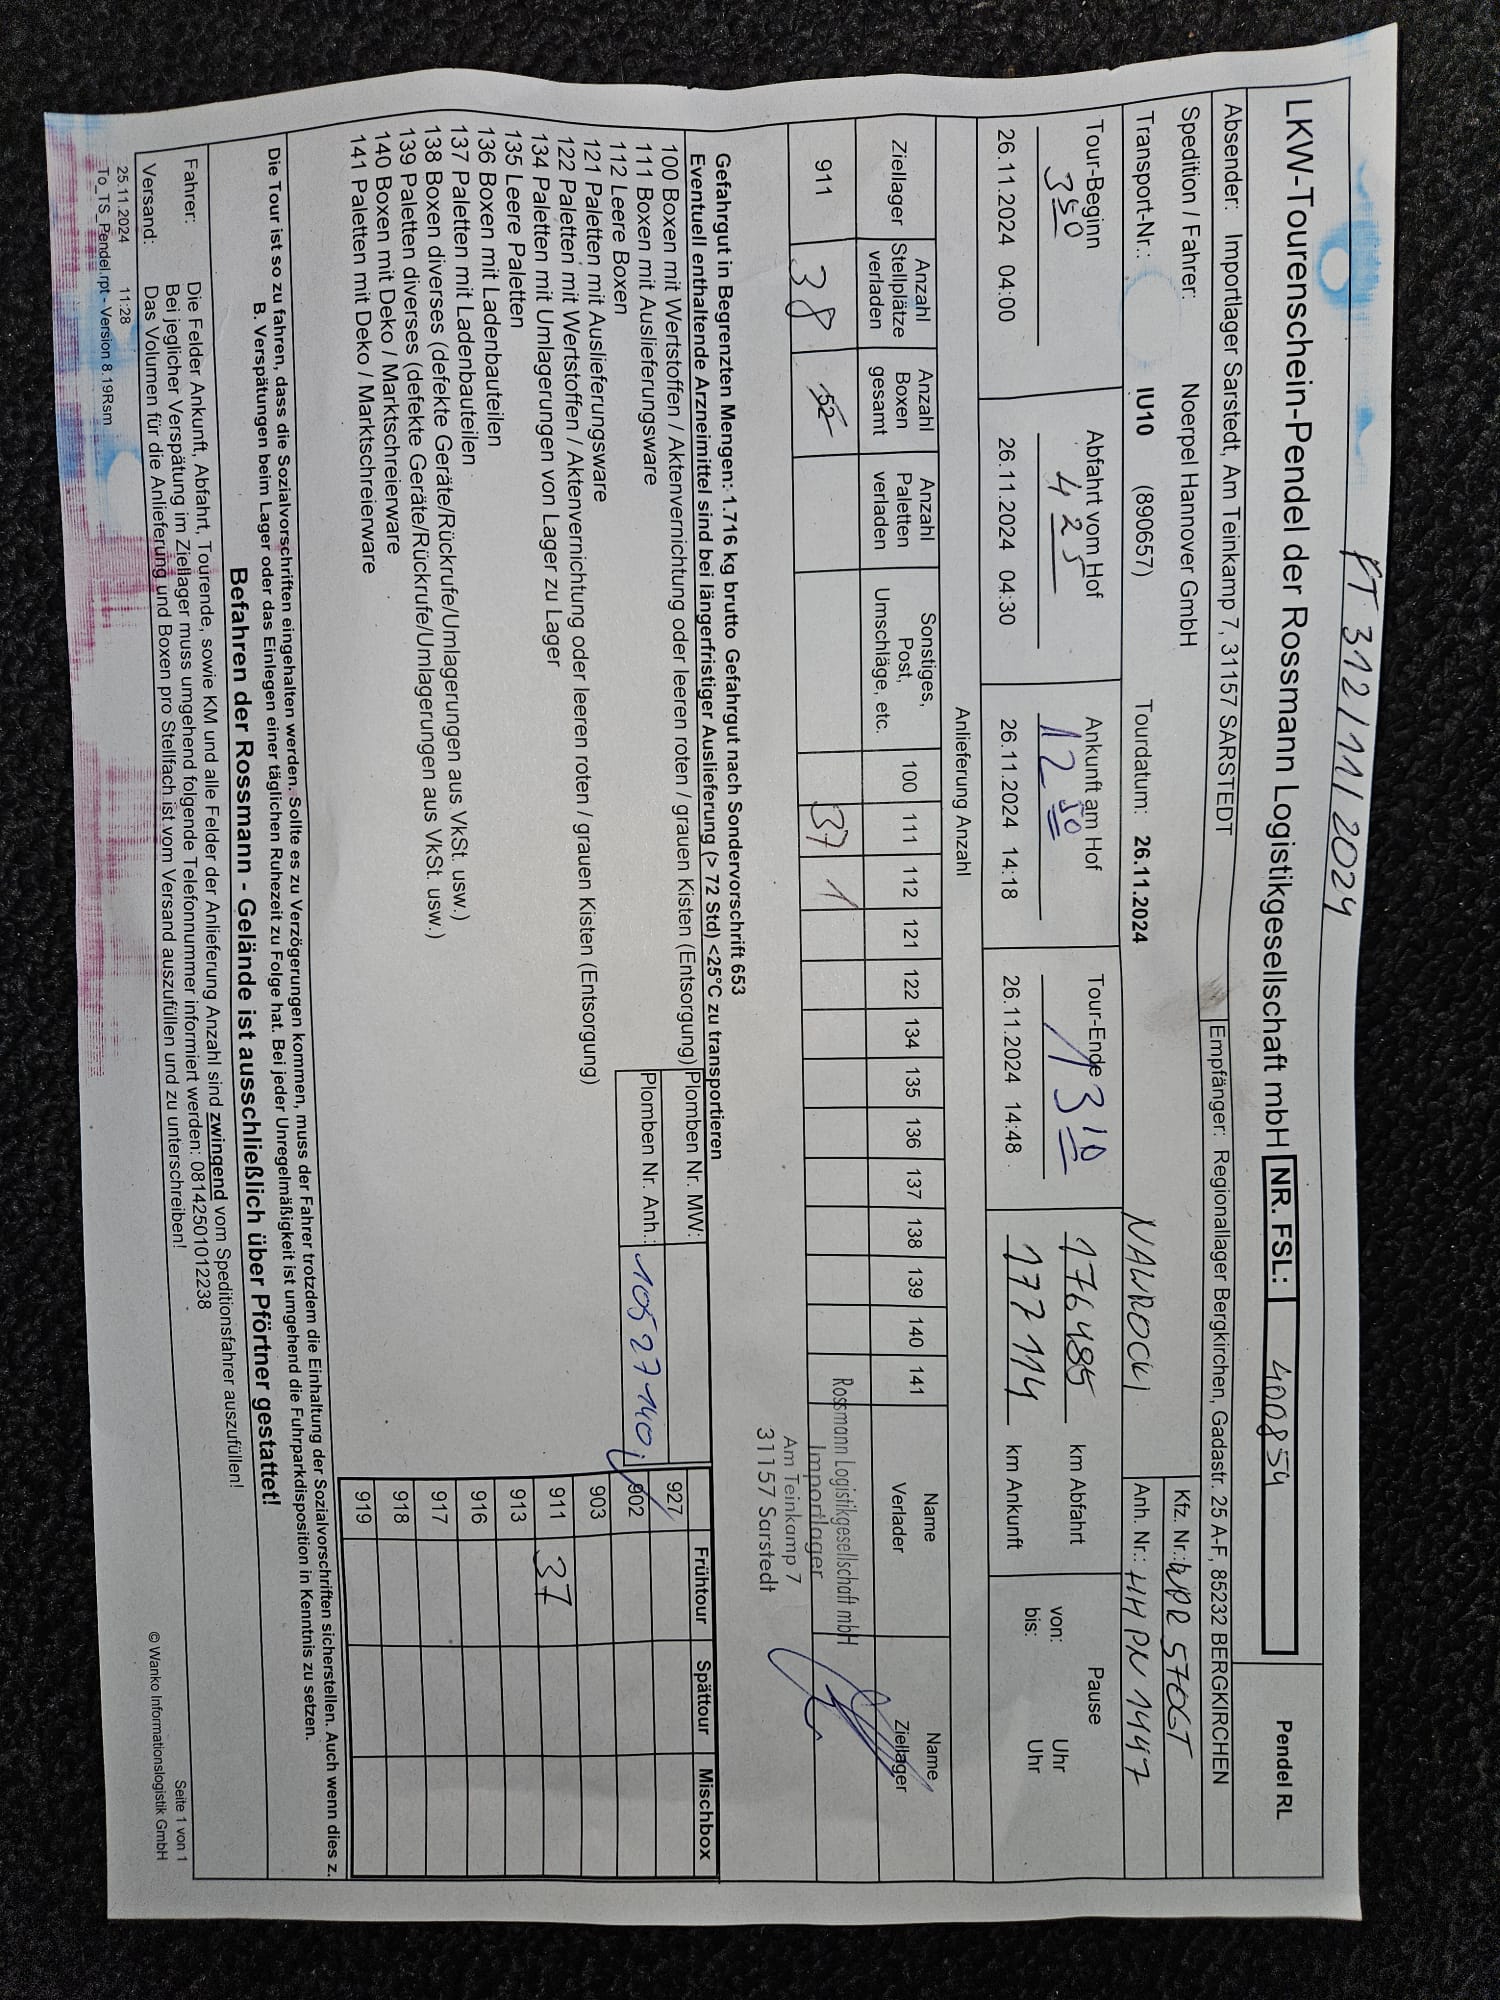 PT 312/11/2024
LKW-Tourenschein-Pendel der Rossmann Logistikgesellschaft mbH NR. FSL: 400854 Pendel RL
Absender: Importlager Sarstedt, Am Teinkamp 7, 31157 SARSTEDT Empfänger: Regionallager Bergkirchen, Gadastr. 25 A-F, 85232 BERGKIRCHEN
Spedition / Fahrer: Noerpel Hannover GmbH NAWROCKI Kfz. Nr.: WPR 5706T
Transport-Nr.: IU10 (890657) Tourdatum: 26.11.2024 Anh. Nr.: HH PN 1447
Tour-Beginn Abfahrt vom Hof Ankunft am Hof Tour-Ende Pause
350 425 1250 1310 176485 km Abfahrt von: Uhr
26.11.2024 04:00 26.11.2024 04:30 26.11.2024 14:18 26.11.2024 14:48 177114 km Ankunft bis: Uhr
Anlieferung Anzahl
Ziellager Anzahl Stellplätze verladen Anzahl Boxen gesamt Anzahl Paletten verladen Sonstiges, Post, Umschläge, etc. 100 111 112 121 122 134 135 136 137 138 139 140 141 Name Verlader Name Ziellager
911 38 52 37 1
Rossmann Logistikgesellschaft mbH
Importlager
Am Teinkamp 7
31157 Sarstedt
Gefahrgut in Begrenzten Mengen: 1.716 kg brutto Gefahrgut nach Sondervorschrift 653
Eventuell enthaltende Arzneimittel sind bei längerfristiger Auslieferung (> 72 Std) <25°C zu transportieren
100 Boxen mit Wertstoffen / Aktenvernichtung oder leeren roten / grauen Kisten (Entsorgung)
111 Boxen mit Auslieferungsware
112 Leere Boxen
121 Paletten mit Auslieferungsware
122 Paletten mit Wertstoffen / Aktenvernichtung oder leeren roten / grauen Kisten (Entsorgung)
134 Paletten mit Umlagerungen von Lager zu Lager
135 Leere Paletten
136 Boxen mit Ladenbauteilen
137 Paletten mit Ladenbauteilen
138 Boxen diverses (defekte Geräte/Rückrufe/Umlagerungen aus VkSt. usw.)
139 Paletten diverses (defekte Geräte/Rückrufe/Umlagerungen aus VkSt. usw.)
140 Boxen mit Deko / Marktschreierware
141 Paletten mit Deko / Marktschreierware
Plomben Nr. MW:
Plomben Nr. Anh.: 10527140
Frühtour Spättour Mischbox
927
902
903
911 37
913
916
917
918
919
Die Tour ist so zu fahren, dass die Sozialvorschriften eingehalten werden. Sollte es zu Verzögerungen kommen, muss der Fahrer trotzdem die Einhaltung der Sozialvorschriften sicherstellen. Auch wenn dies z.
B. Verspätungen beim Lager oder das Einlegen einer täglichen Ruhezeit zu Folge hat. Bei jeder Unregelmäßigkeit ist umgehend die Fuhrparkdisposition in Kenntnis zu setzen.
Befahren der Rossmann - Gelände ist ausschließlich über Pförtner gestattet!
Fahrer: Die Felder Ankunft, Abfahrt, Tourende, sowie KM und alle Felder der Anlieferung Anzahl sind zwingend vom Speditionsfahrer auszufüllen!
Bei jeglicher Verspätung im Ziellager muss umgehend folgende Telefonnummer informiert werden: 0814250101 2238
Versand: Das Volumen für die Anlieferung und Boxen pro Stellfach ist vom Versand auszufüllen und zu unterschreiben!
25.11.2024 11:28 Seite 1 von 1
To_TS_Pendel.rpt - Version 8.19Rsm © Wanko Informationslogistik GmbH